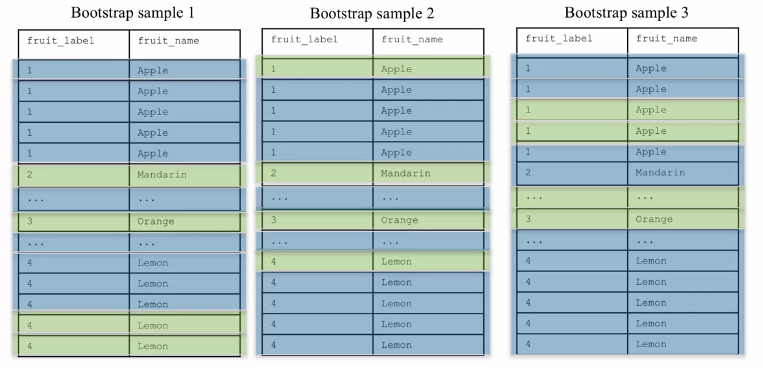 Bootstrap sample 1
fruit_label fruit_name
1 Apple
1 Apple
1 Apple
1 Apple
1 Apple
2 Mandarin
... ...
3 Orange
... ...
4 Lemon
4 Lemon
4 Lemon
4 Lemon
4 Lemon
Bootstrap sample 2
fruit_label fruit_name
1 Apple
1 Apple
1 Apple
1 Apple
1 Apple
2 Mandarin
... ...
3 Orange
... ...
4 Lemon
4 Lemon
4 Lemon
4 Lemon
4 Lemon
Bootstrap sample 3
fruit_label fruit_name
1 Apple
1 Apple
1 Apple
1 Apple
1 Apple
2 Mandarin
... ...
3 Orange
... ...
4 Lemon
4 Lemon
4 Lemon
4 Lemon
4 Lemon